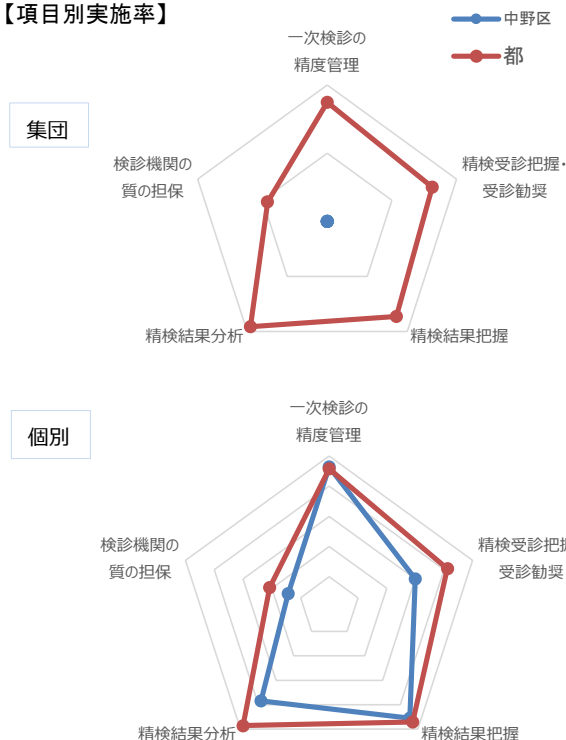 【項目別実施率】
中野区
都
集団
一次検診の
精度管理
精検受診把握・
受診勧奨
精検結果把握
精検結果分析
検診機関の
質の担保
個別
一次検診の
精度管理
精検受診把
受診勧奨
精検結果把握
精検結果分析
検診機関の
質の担保